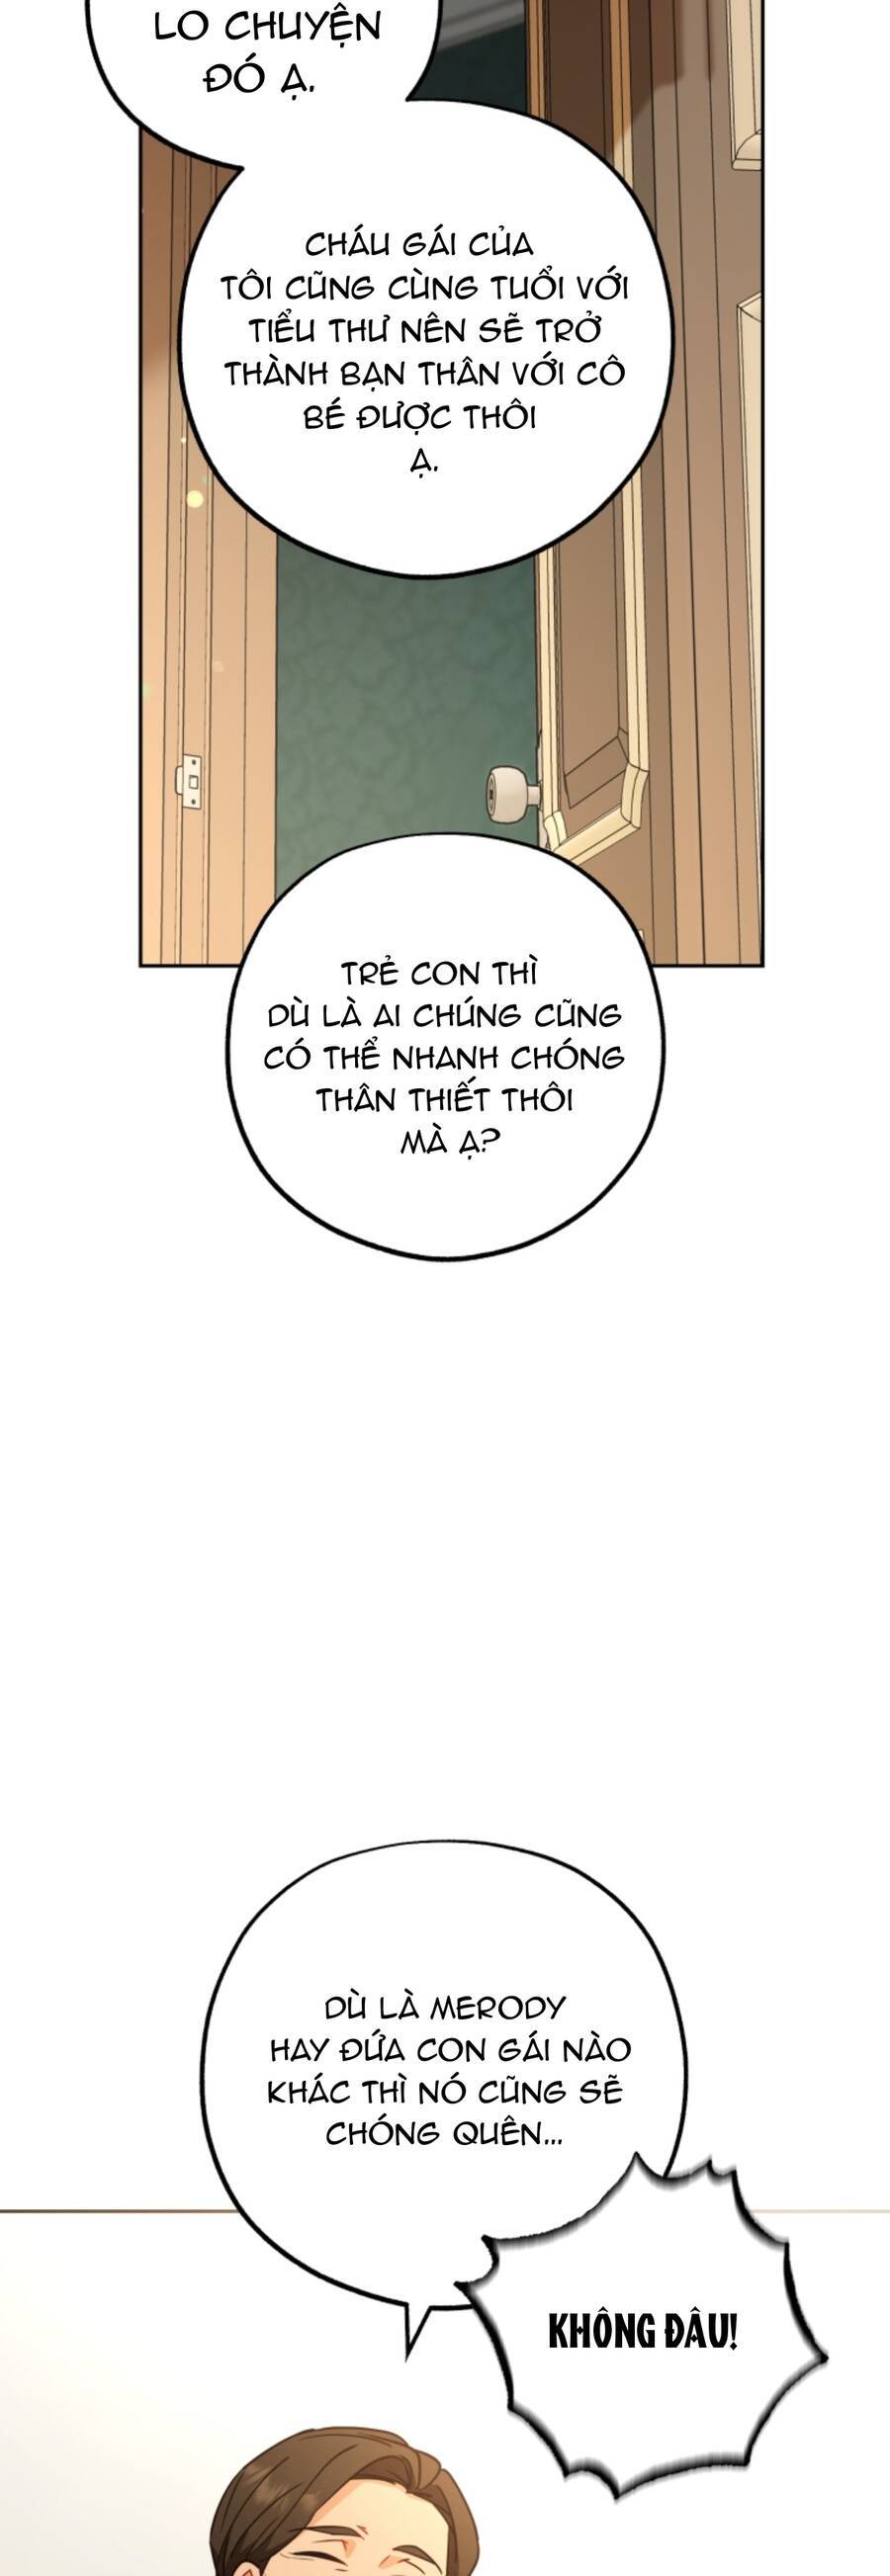 LO CHUYỆN
ĐÓ Ạ.
CHÁU GÁI CỦA
TÔI CŨNG CÙNG TUỔI VỚI
TIỂU THƯ NÊN SẼ TRỞ
THÀNH BẠN THÂN VỚI CÔ
BÉ ĐƯỢC THÔI
Ạ.
TRẺ CON THÌ
DÙ LÀ AI CHÚNG CŨNG
CÓ THỂ NHANH CHÓNG
THÂN THIẾT THÔI
MÀ Ạ?
DÙ LÀ MERODY
HAY ĐỨA CON GÁI NÀO
KHÁC THÌ NÓ CŨNG SẼ
CHÓNG QUÊN...
KHÔNG ĐÂU!